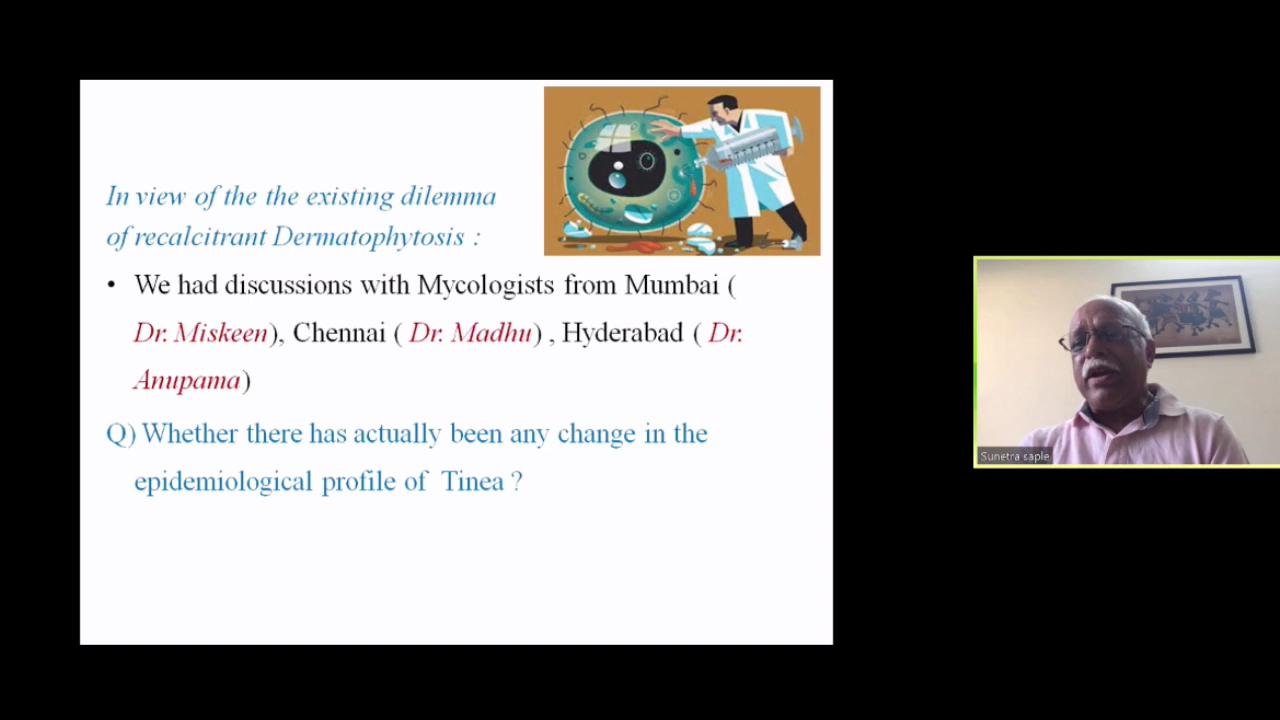 In view of the the existing dilemma
of recalcitrant Dermatophytosis :
• We had discussions with Mycologists from Mumbai (
Dr. Miskeen), Chennai ( Dr. Madhu) , Hyderabad ( Dr.
Anupama)
Q) Whether there has actually been any change in the
epidemiological profile of Tinea ?
Sunetra saple